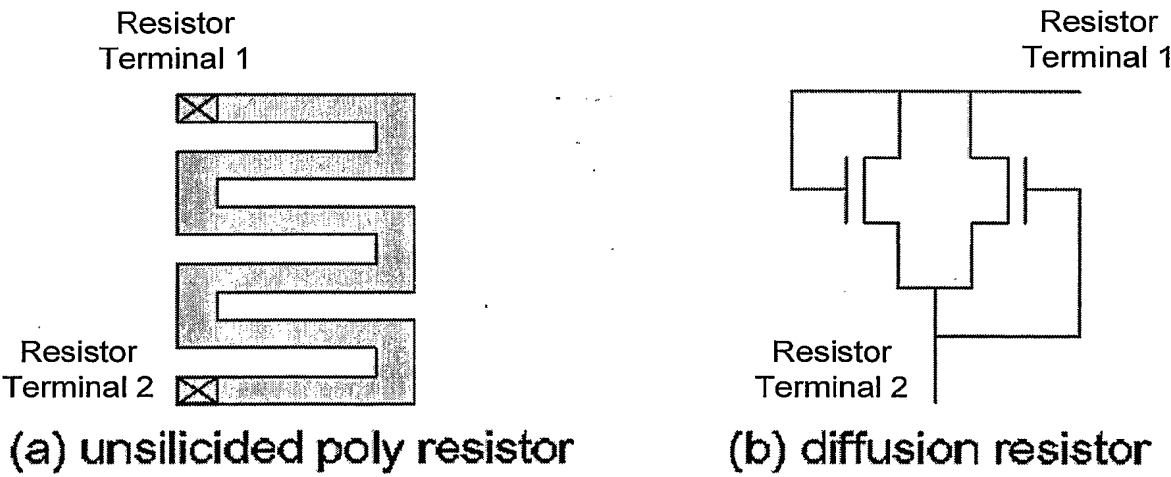 Resistor
Terminal 1
Resistor
Terminal 2
(a) unsilicided poly resistor
Resistor
Terminal 1
Resistor
Terminal 2
(b) diffusion resistor